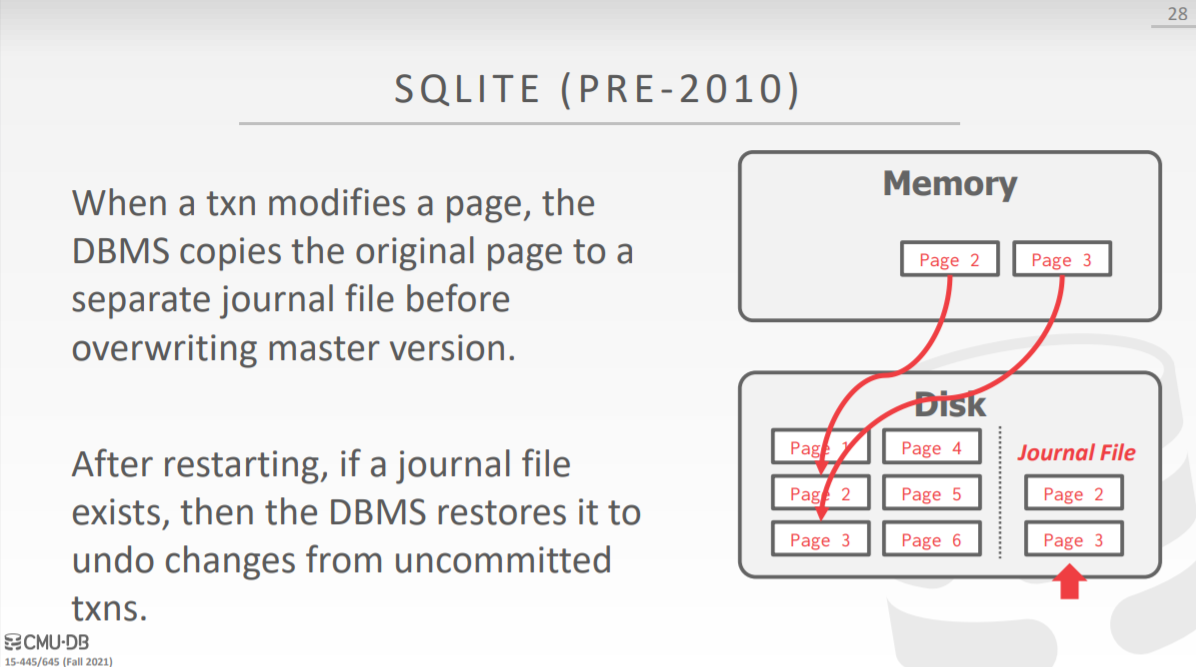 28
SQLITE (PRE-2010)
When a txn modifies a page, the
DBMS copies the original page to a
separate journal file before
overwriting master version.
After restarting, if a journal file
exists, then the DBMS restores it to
undo changes from uncommitted
txns.
Memory
Page 2 Page 3
Disk
Page 1 Page 4
Page 2 Page 5
Page 3 Page 6
Journal File
Page 2
Page 3
CMU·DB
15-445/645 (Fall 2021)